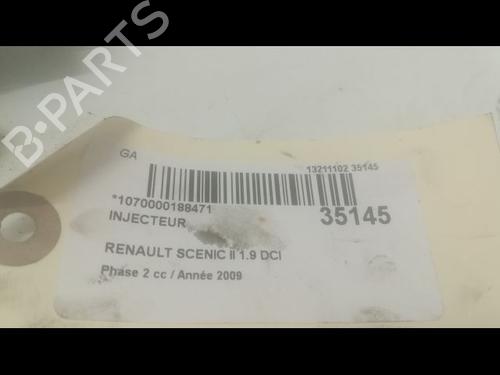 B-PARTS
GA
13211102 35145
*1070000188471
35145
INJECTEUR
RENAULT SCENIC II 1.9 DCI
Phase 2 cc / Année 2009